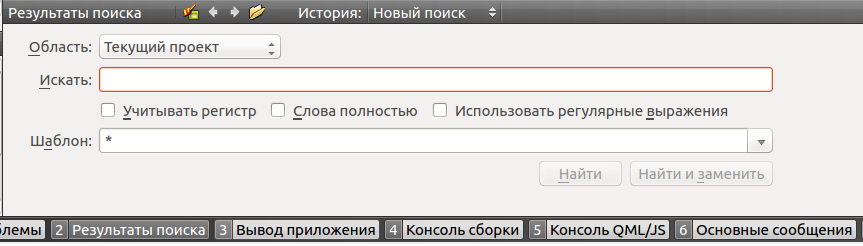 Результаты поиска История: Новый поиск
Область: Текущий проект
Искать:
Учитывать регистр Слова полностью Использовать регулярные выражения
Шаблон: *
Найти Найти и заменить
блемы 2 Результаты поиска 3 Вывод приложения 4 Консоль сборки 5 Консоль QML/JS 6 Основные сообщения